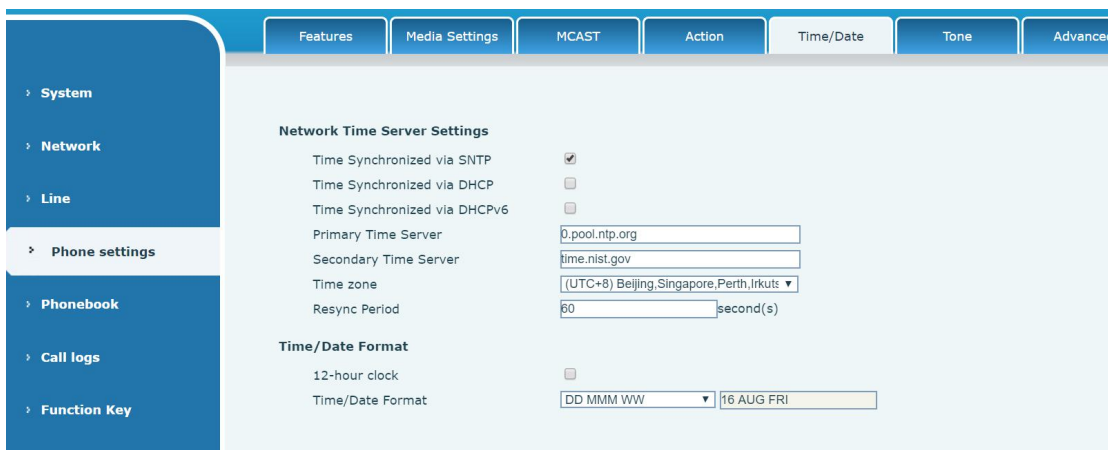 Features Media Settings MCAST Action Time/Date Tone Advanced
System
Network
Line
Phone settings
Phonebook
Call logs
Function Key
Network Time Server Settings
Time Synchronized via SNTP
Time Synchronized via DHCP
Time Synchronized via DHCPv6
Primary Time Server 0.pool.ntp.org
Secondary Time Server time.nist.gov
Time zone (UTC+8) Beijing,Singapore,Perth,Irkuts
Resync Period 60 second(s)
Time/Date Format
12-hour clock
Time/Date Format DD MMM WW 16 AUG FRI